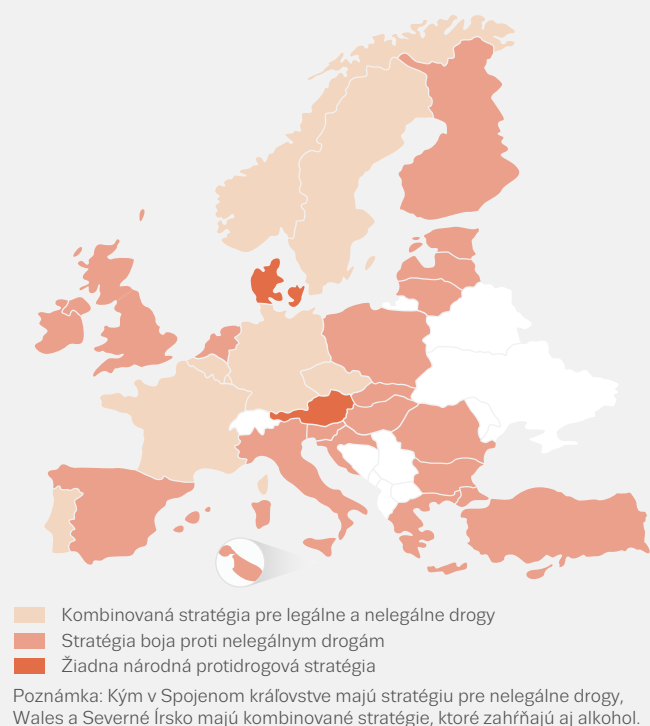 Kombinovaná stratégia pre legálne a nelegálne drogy
Stratégia boja proti nelegálnym drogám
Žiadna národná protidrogová stratégia
Poznámka: Kým v Spojenom kráľovstve majú stratégiu pre nelegálne drogy,
Wales a Severné Írsko majú kombinované stratégie, ktoré zahŕňajú aj alkohol.